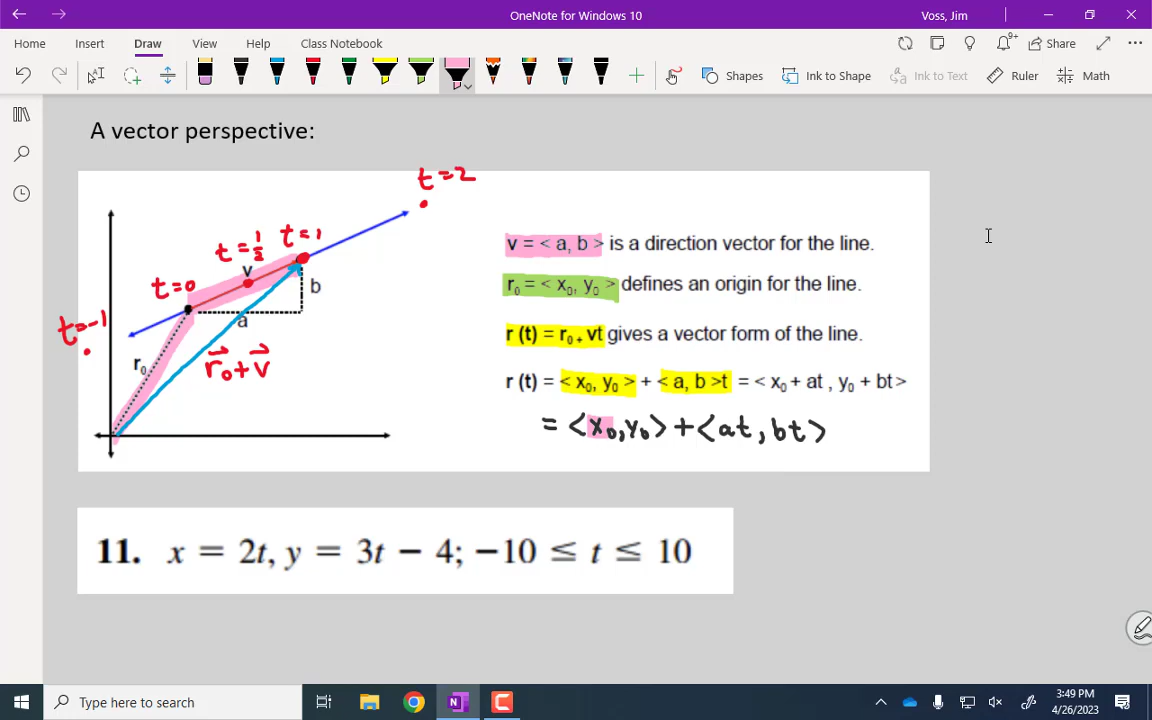 OneNote for Windows 10
Voss, Jim
Home Insert Draw View Help Class Notebook
9+
Share
Shapes Ink to Shape Ink to Text Ruler Math
A vector perspective:
t=2
t=1
t=½
v
t=0
b
a
t=-1
r₀
r⃗₀+v⃗
v = < a, b > is a direction vector for the line.
r₀ = < x₀, y₀ > defines an origin for the line.
r (t) = r₀ + vt gives a vector form of the line.
r (t) = < x₀, y₀ > + < a, b >t = < x₀ + at , y₀ + bt>
= <x₀,y₀> + <at, bt>
11. x = 2t, y = 3t − 4; −10 ≤ t ≤ 10
Type here to search
N
3:49 PM
4/26/2023